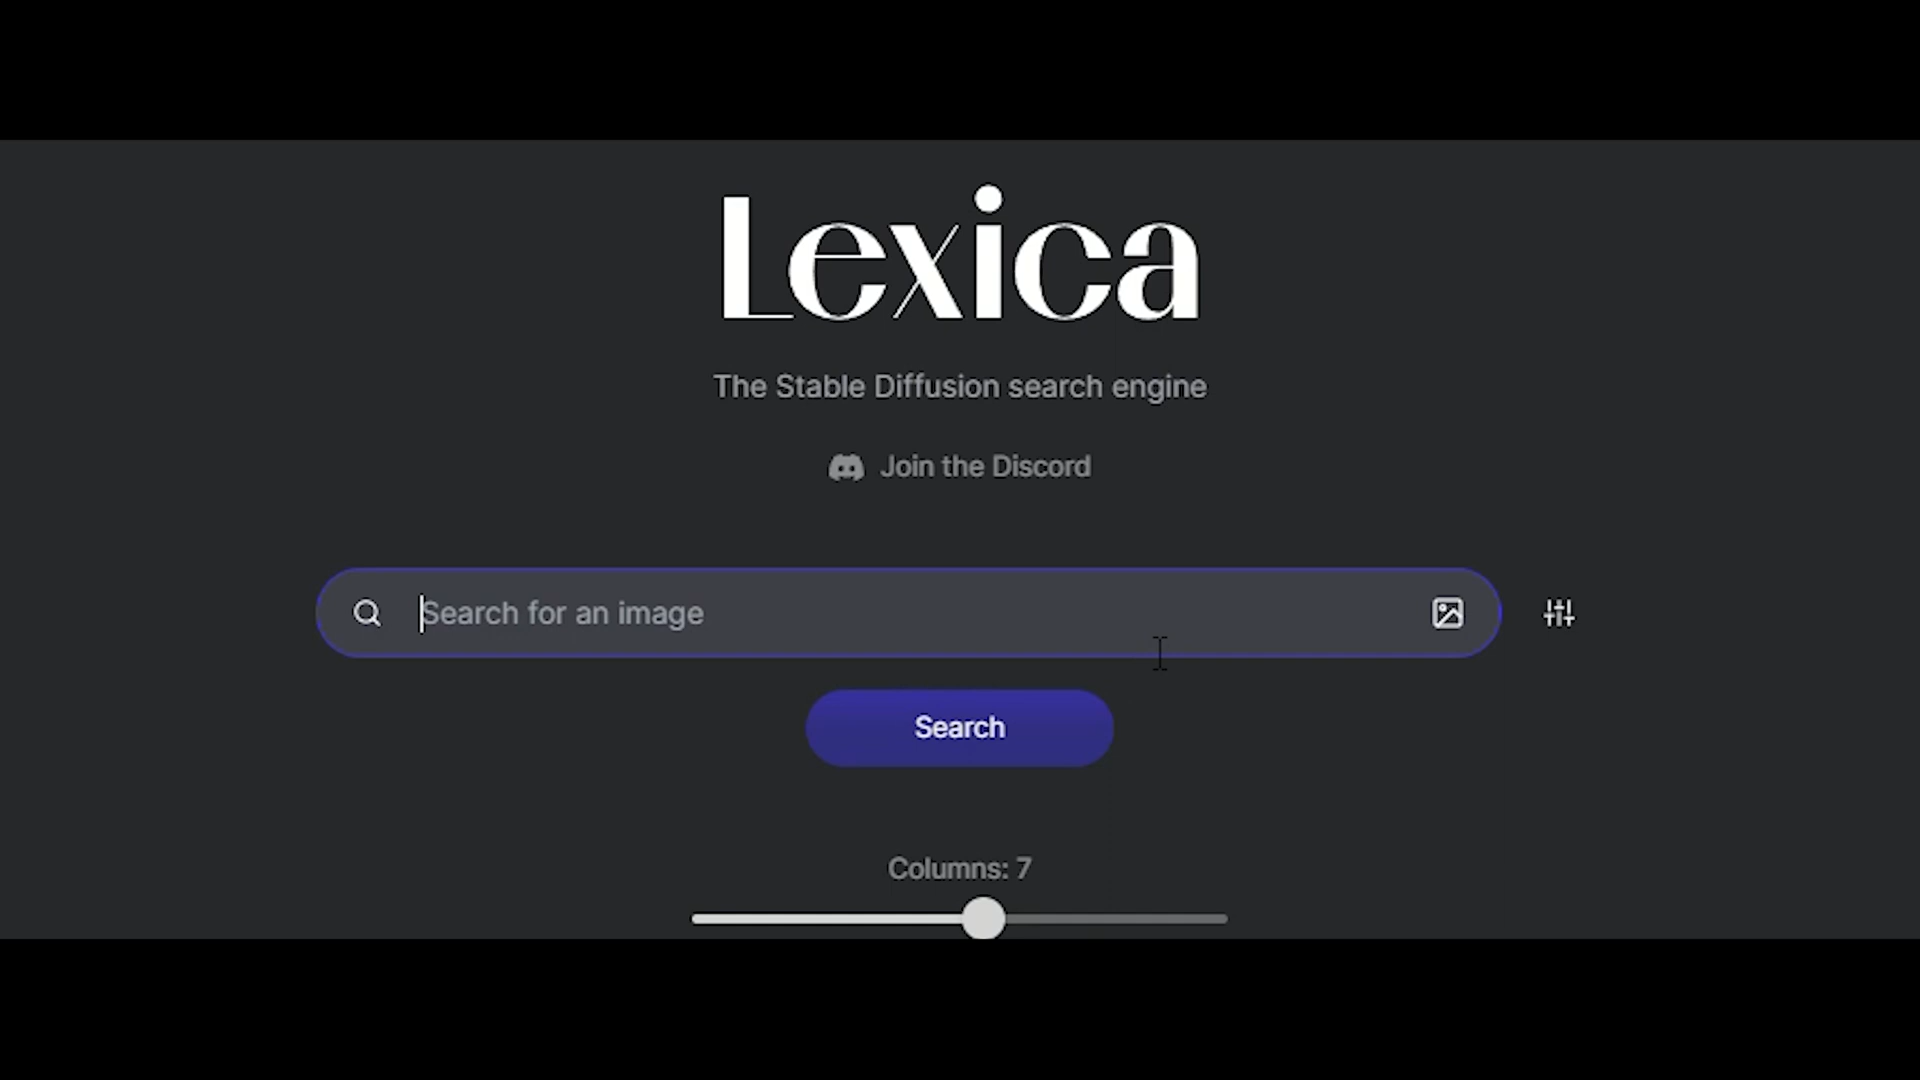 Lexica
The Stable Diffusion search engine
Join the Discord
Search for an image
Search
Columns: 7